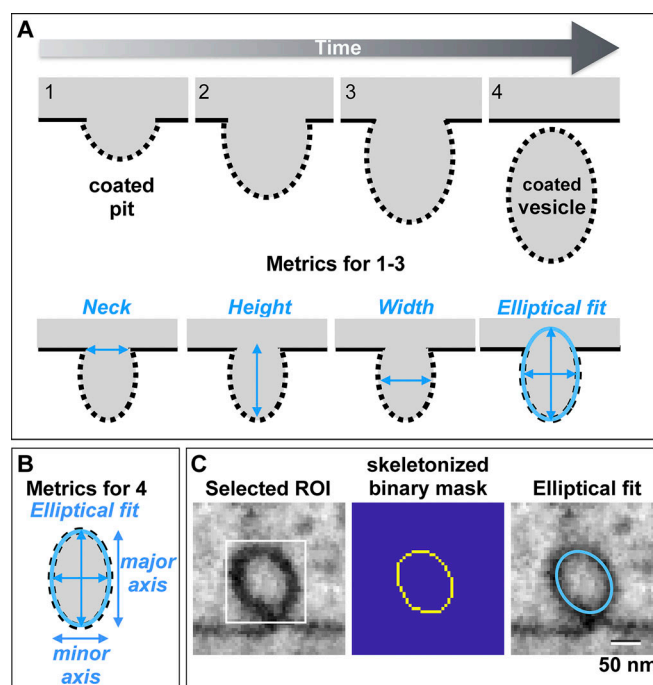 A
Time
1
2
3
4
coated
pit
coated
vesicle
Metrics for 1-3
Neck
Height
Width
Elliptical fit
B
Metrics for 4
Elliptical fit
major
axis
minor
axis
C
Selected ROI
skeletonized
binary mask
Elliptical fit
50 nm